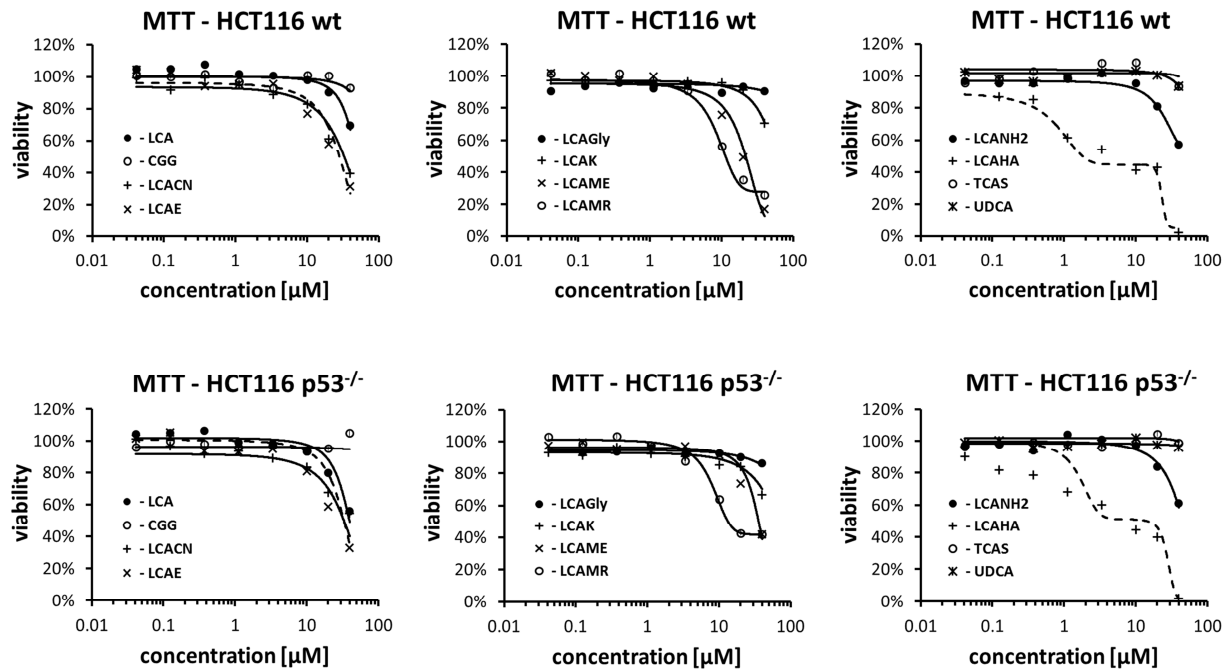 MTT - HCT116 wt
120%
100%
80%
60%
40%
20%
0%
viability
- LCA
- CGG
- LCACN
- LCAE
0.01 0.1 1 10 100
concentration [µM]
MTT - HCT116 wt
120%
100%
80%
60%
40%
20%
0%
viability
- LCAGly
- LCAK
- LCAME
- LCAMR
0.01 0.1 1 10 100
concentration [µM]
MTT - HCT116 wt
120%
100%
80%
60%
40%
20%
0%
viability
- LCANH2
- LCAHA
- TCAS
- UDCA
0.01 0.1 1 10 100
concentration [µM]
MTT - HCT116 p53-/-
120%
100%
80%
60%
40%
20%
0%
viability
- LCA
- CGG
- LCACN
- LCAE
0.01 0.1 1 10 100
concentration [µM]
MTT - HCT116 p53-/-
120%
100%
80%
60%
40%
20%
0%
viability
- LCAGly
- LCAK
- LCAME
- LCAMR
0.01 0.1 1 10 100
concentration [µM]
MTT - HCT116 p53-/-
120%
100%
80%
60%
40%
20%
0%
viability
- LCANH2
- LCAHA
- TCAS
- UDCA
0.01 0.1 1 10 100
concentration [µM]